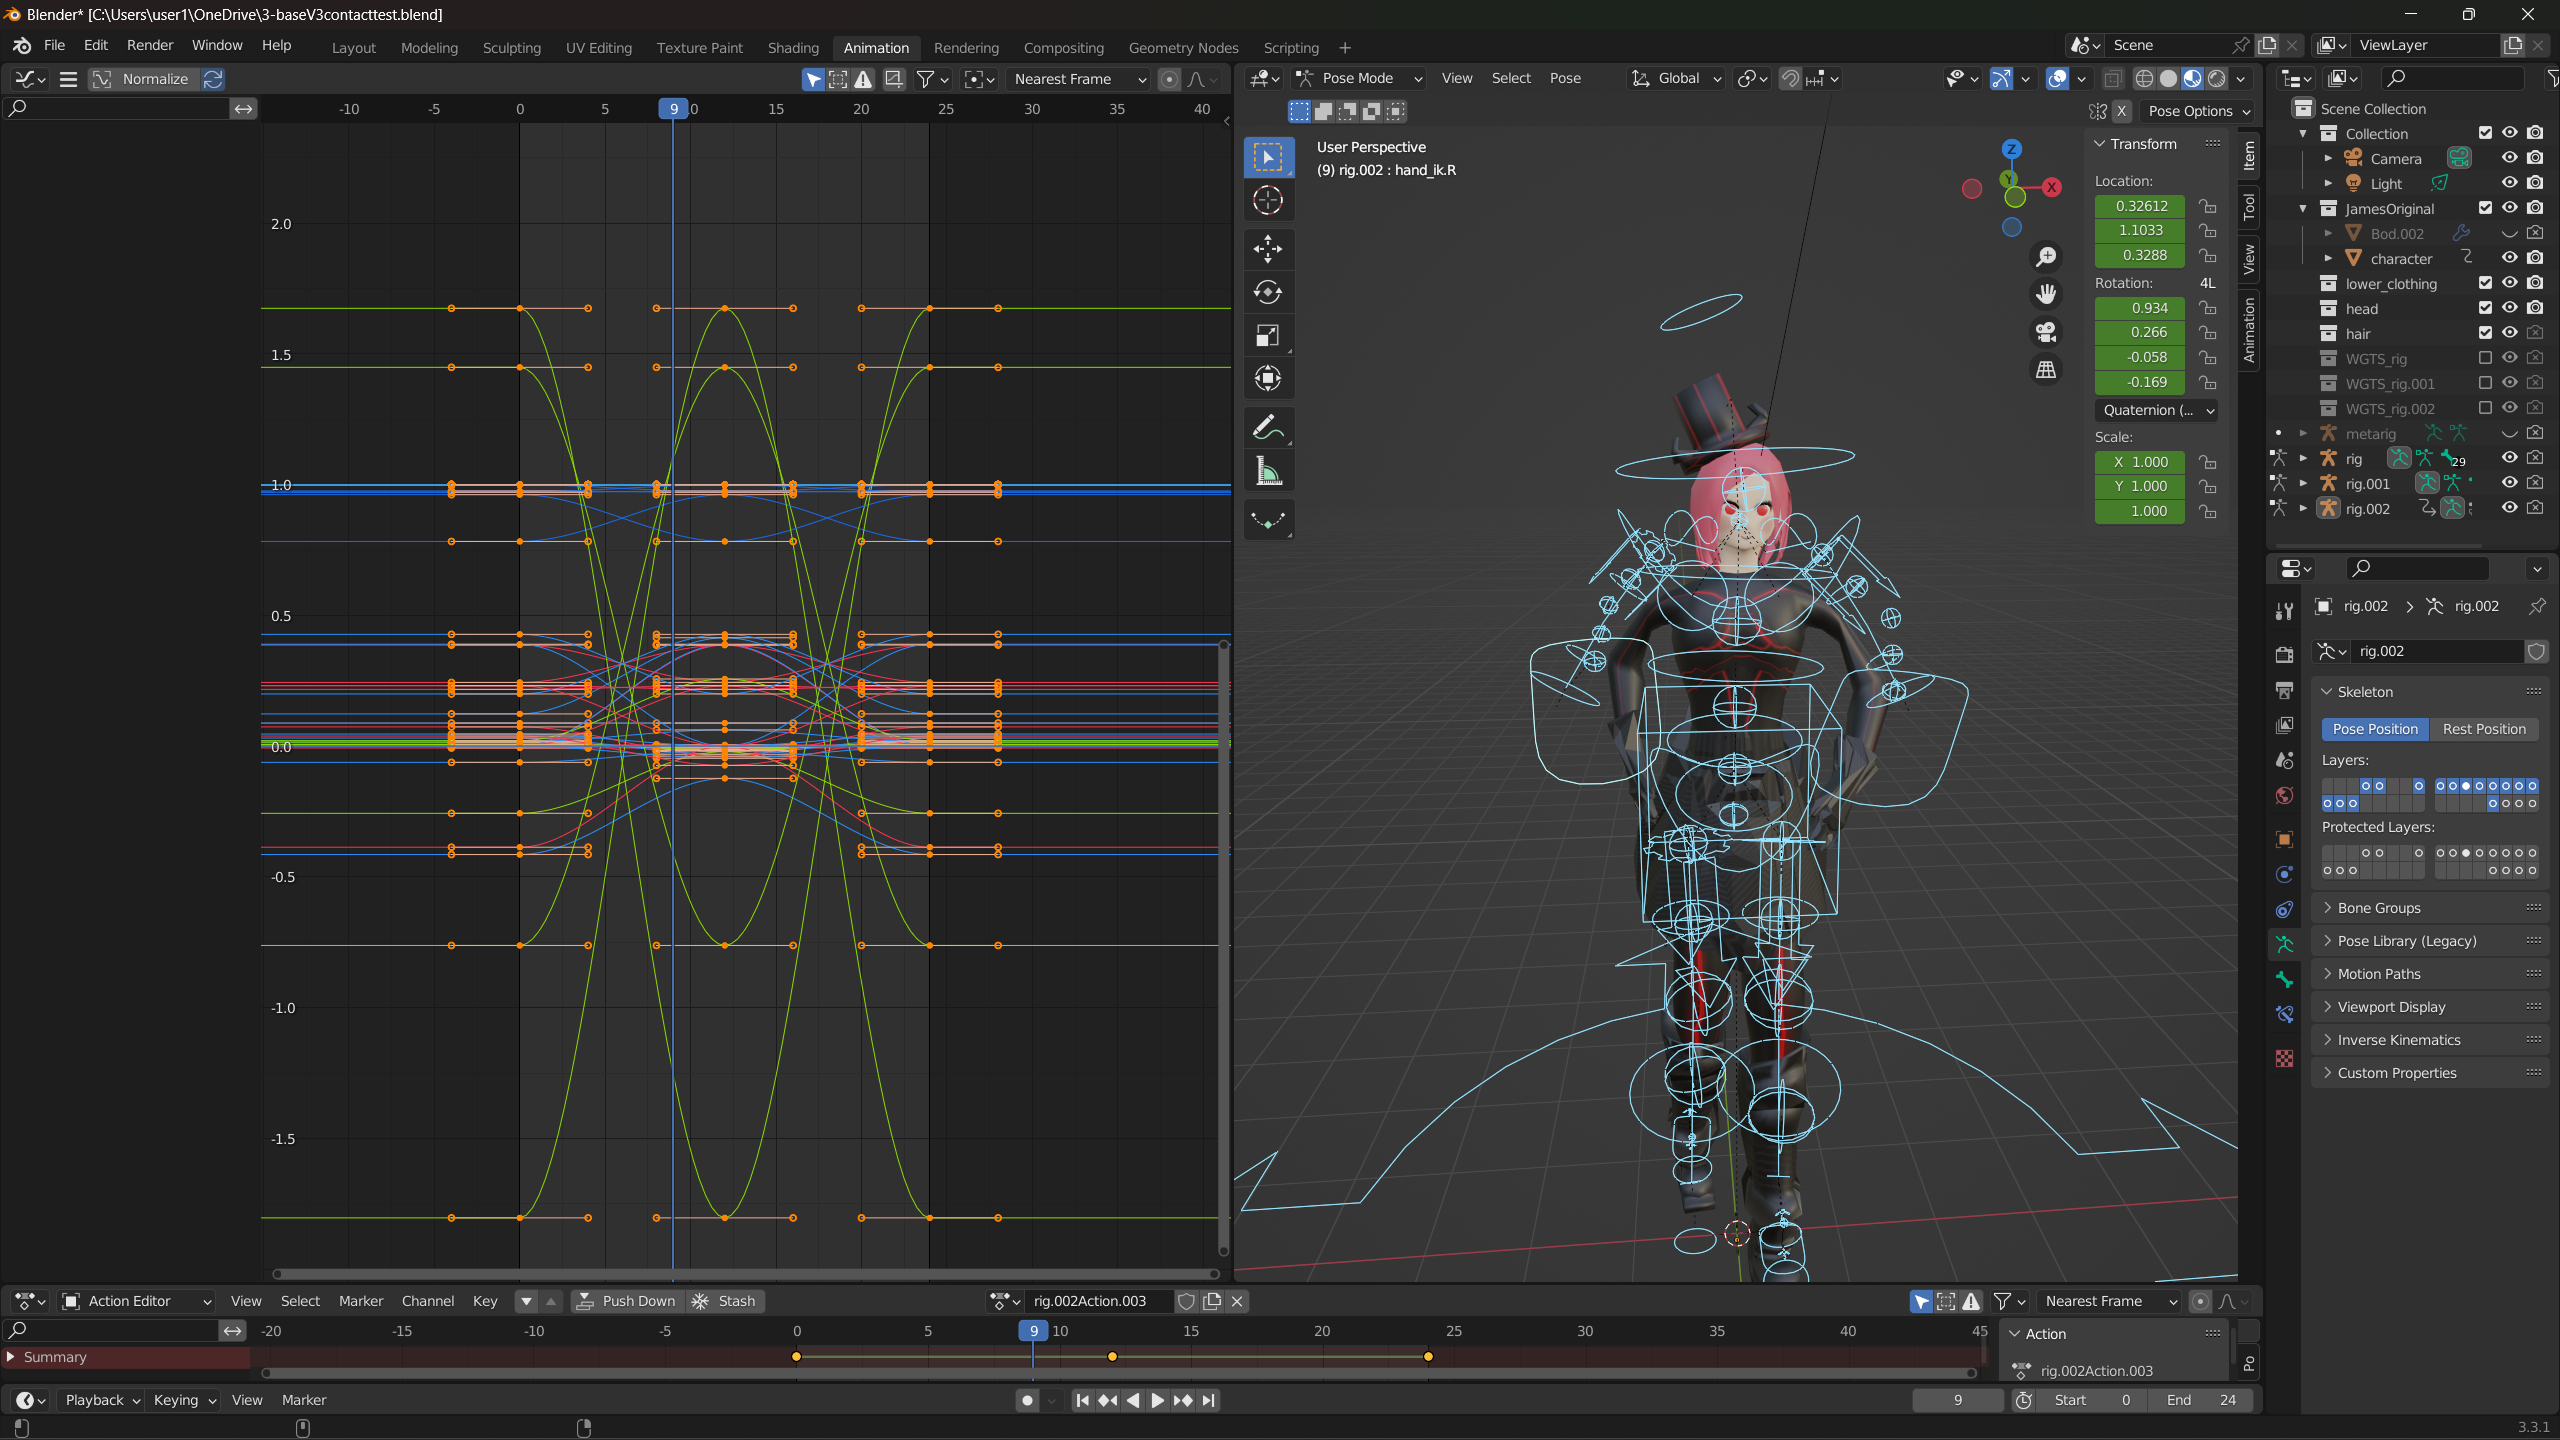 Blender* [C:\Users\user1\OneDrive\3-baseV3contacttest.blend]
File Edit Render Window Help Layout Modeling Sculpting UV Editing Texture Paint Shading Animation Rendering Compositing Geometry Nodes Scripting + Scene ViewLayer
Normalize Nearest Frame Pose Mode View Select Pose Global
-10 -5 0 5 9 10 15 20 25 30 35 40
X Pose Options
User Perspective
(9) rig.002 : hand_ik.R
2.0
1.5
1.0
0.5
0.0
-0.5
-1.0
-1.5
Z
Y
X
Transform
Location:
0.32612
1.1033
0.3288
Rotation: 4L
0.934
0.266
-0.058
-0.169
Quaternion (...
Scale:
X 1.000
Y 1.000
1.000
Item
Tool
View
Animation
Scene Collection
Collection
Camera
Light
JamesOriginal
Bod.002
character
lower_clothing
head
hair
WGTS_rig
WGTS_rig.001
WGTS_rig.002
metarig
rig 29
rig.001
rig.002
rig.002 > rig.002
rig.002
Skeleton
Pose Position Rest Position
Layers:
Protected Layers:
Bone Groups
Pose Library (Legacy)
Motion Paths
Viewport Display
Inverse Kinematics
Custom Properties
Action Editor View Select Marker Channel Key Push Down Stash rig.002Action.003 Nearest Frame
-20 -15 -10 -5 0 5 9 10 15 20 25 30 35 40 45
Summary
Action
rig.002Action.003
Po
Playback Keying View Marker 9 Start 0 End 24
3.3.1